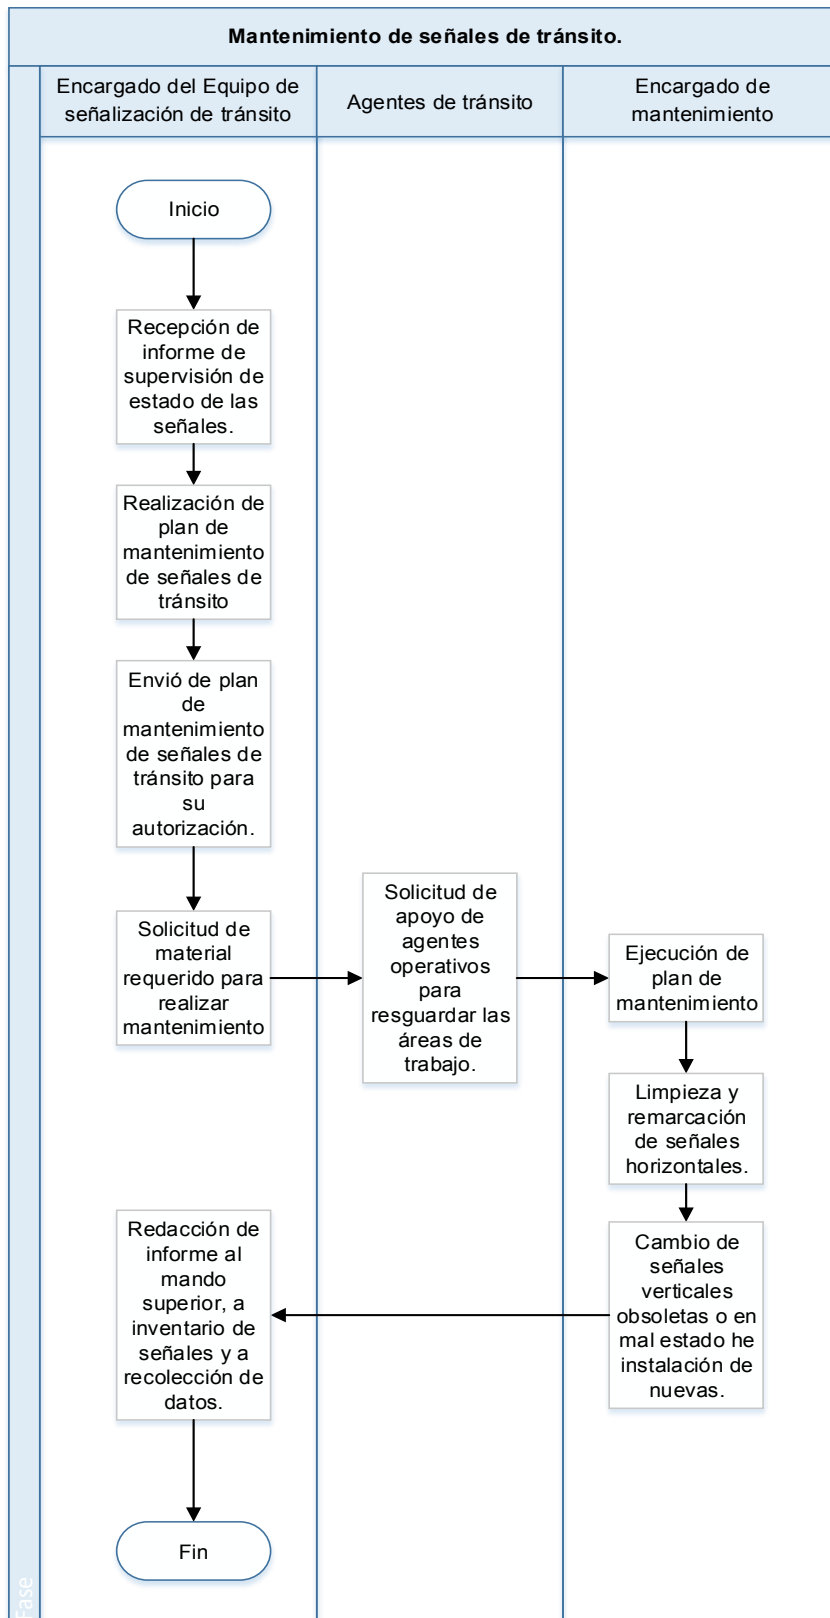 Mantenimiento de señales de tránsito.
Encargado del Equipo de
señalización de tránsito
Agentes de tránsito
Encargado de
mantenimiento
Inicio
Recepción de
informe de
supervisión de
estado de las
señales.
Realización de
plan de
mantenimiento
de señales de
tránsito
Envió de plan
de
mantenimiento
de señales de
tránsito para
su
autorización.
Solicitud de
material
requerido para
realizar
mantenimiento
Solicitud de
apoyo de
agentes
operativos
para
resguardar las
áreas de
trabajo.
Ejecución de
plan de
mantenimiento
Limpieza y
remarcación
de señales
horizontales.
Cambio de
señales
verticales
obsoletas o en
mal estado he
instalación de
nuevas.
Redacción de
informe al
mando
superior, a
inventario de
señales y a
recolección de
datos.
Fin
Fase